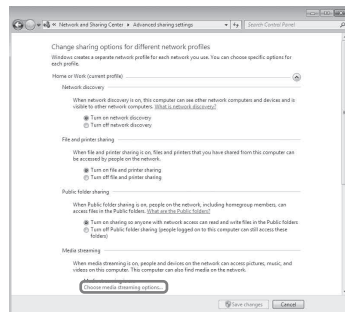 « Network and Sharing Center ▸ Advanced sharing settings
Search Control Panel
Change sharing options for different network profiles
Windows creates a separate network profile for each network you use. You can choose specific options for
each profile.
Home or Work (current profile)
Network discovery
When network discovery is on, this computer can see other network computers and devices and is
visible to other network computers. What is network discovery?
Turn on network discovery
Turn off network discovery
File and printer sharing
When file and printer sharing is on, files and printers that you have shared from this computer can
be accessed by people on the network.
Turn on file and printer sharing
Turn off file and printer sharing
Public folder sharing
When Public folder sharing is on, people on the network, including homegroup members, can
access files in the Public folders. What are the Public folders?
Turn on sharing so anyone with network access can read and write files in the Public folders
Turn off Public folder sharing (people logged on to this computer can still access these
folders)
Media streaming
When media streaming is on, people and devices on the network can access pictures, music, and
videos on this computer. This computer can also find media on the network.
Choose media streaming options...
Save changes
Cancel